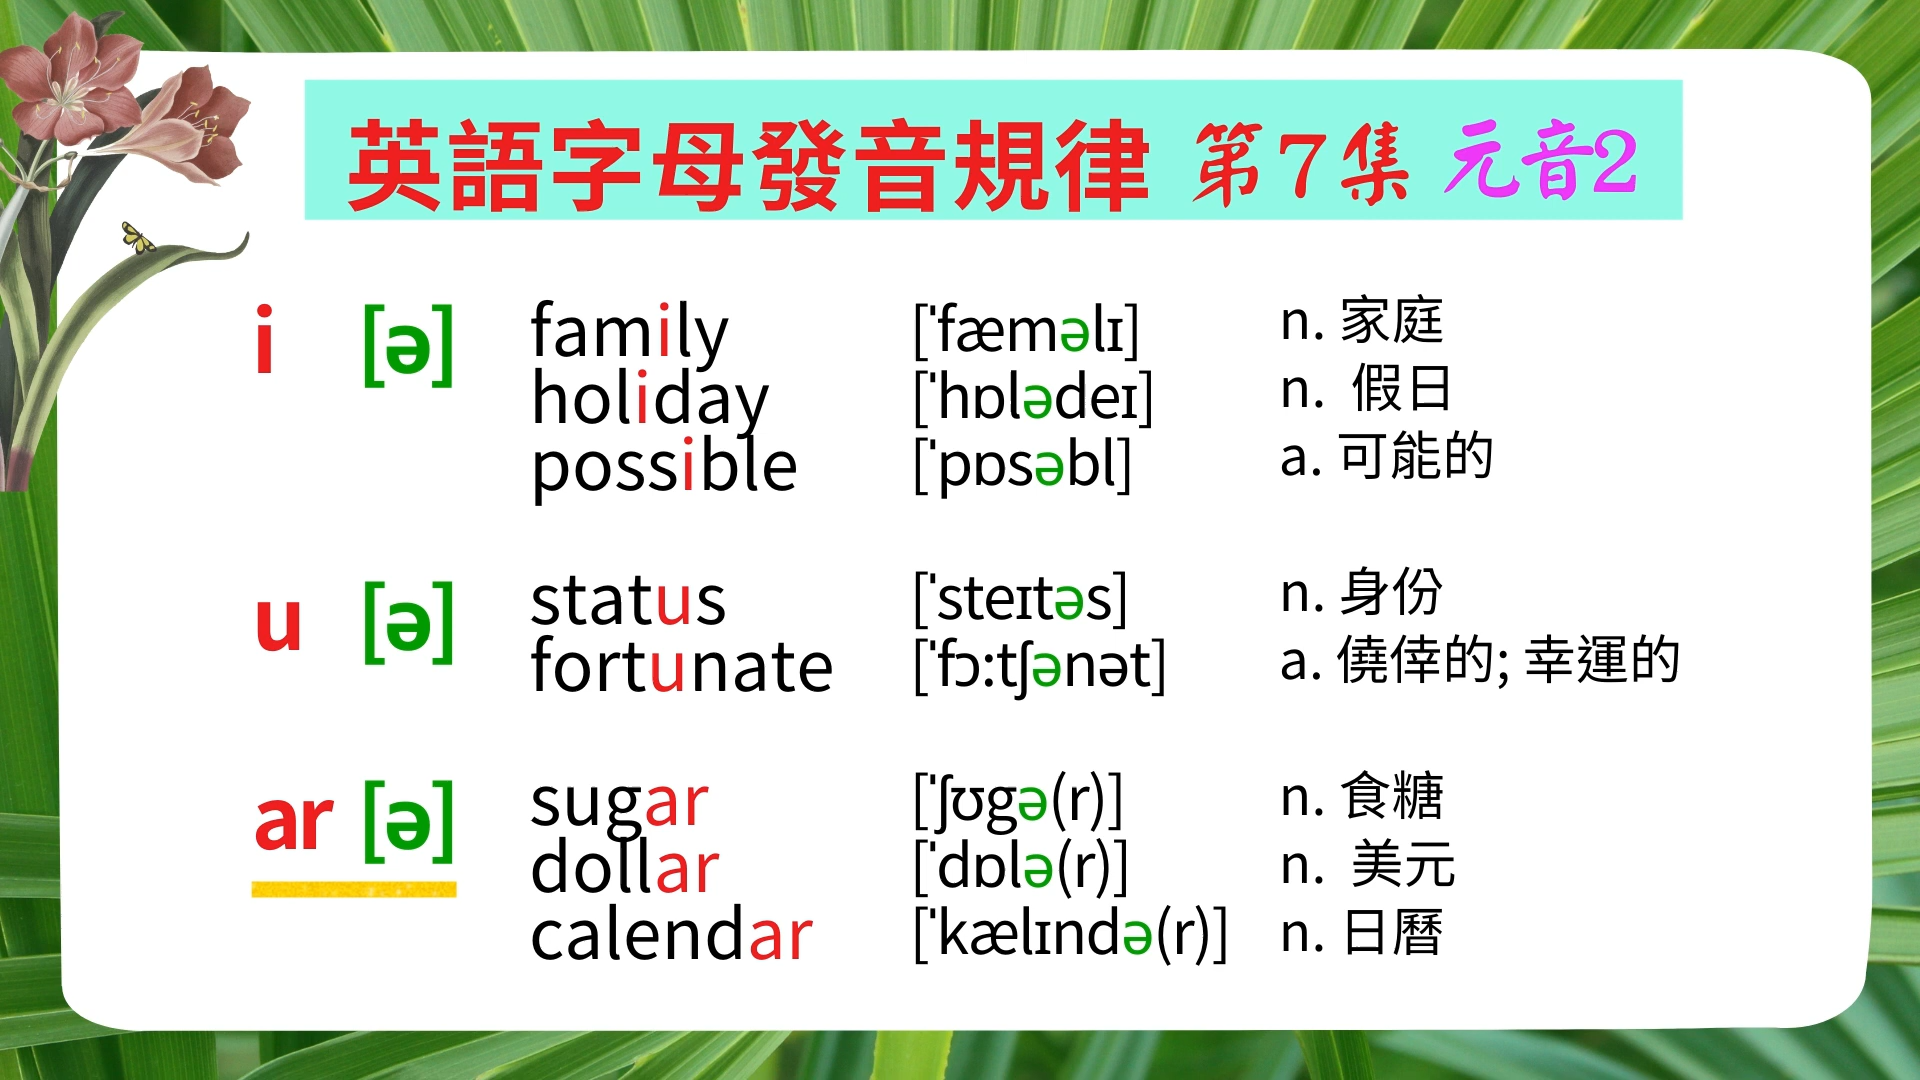 英語字母發音規律 第7集 元音2
i [ə] family [ˈfæməlɪ] n. 家庭
holiday [ˈhɒlədeɪ] n. 假日
possible [ˈpɒsəbl] a. 可能的
u [ə] status [ˈsteɪtəs] n. 身份
fortunate [ˈfɔ:tʃənət] a. 僥倖的; 幸運的
ar [ə] sugar [ˈʃʊgə(r)] n. 食糖
dollar [ˈdɒlə(r)] n. 美元
calendar [ˈkælɪndə(r)] n. 日曆